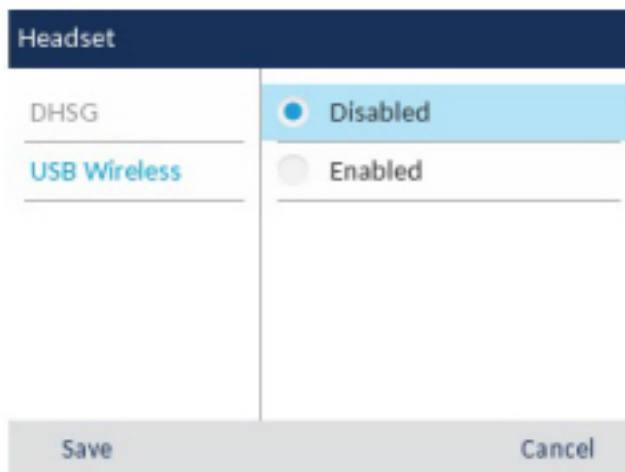 Headset
DHSG
USB Wireless
Disabled
Enabled
Save
Cancel